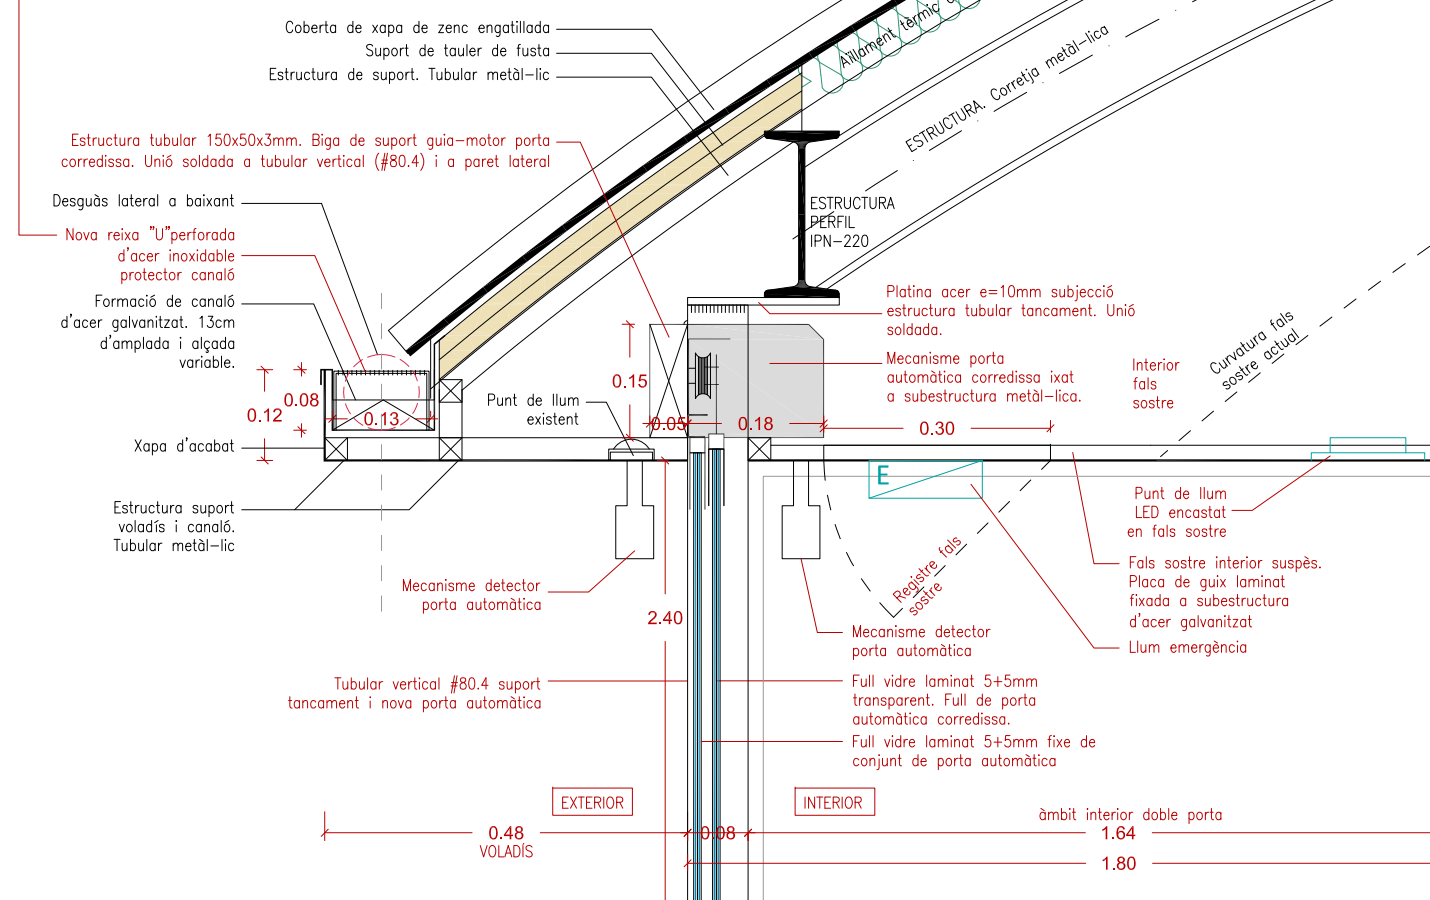 Coberta de xapa de zenc engatillada
Suport de tauler de fusta
Estructura de suport. Tubular metàl-lic
Aïllament tèrmic
ESTRUCTURA. Corretja metàl-lica
Estructura tubular 150x50x3mm. Biga de suport guia-motor porta
corredissa. Unió soldada a tubular vertical (#80.4) i a paret lateral
Desguàs lateral a baixant
Nova reixa "U"perforada
d'acer inoxidable
protector canaló
Formació de canaló
d'acer galvanitzat. 13cm
d'amplada i alçada
variable.
ESTRUCTURA
PERFIL
IPN-220
Platina acer e=10mm subjecció
estructura tubular tancament. Unió
soldada.
Mecanisme porta
automàtica corredissa ixat
a subestructura metàl-lica.
Interior
fals
sostre
Curvatura fals
sostre actual
0.15
0.08
0.12
0.13
0.05
0.18
0.30
Punt de llum
existent
Xapa d'acabat
E
Estructura suport
voladís i canaló.
Tubular metàl-lic
Punt de llum
LED encastat
en fals sostre
Mecanisme detector
porta automàtica
Registre fals
sostre
Fals sostre interior suspès.
Placa de guix laminat
fixada a subestructura
d'acer galvanitzat
Llum emergència
2.40
Mecanisme detector
porta automàtica
Tubular vertical #80.4 suport
tancament i nova porta automàtica
Full vidre laminat 5+5mm
transparent. Full de porta
automàtica corredissa.
Full vidre laminat 5+5mm fixe de
conjunt de porta automàtica
EXTERIOR
INTERIOR
àmbit interior doble porta
0.48
0.08
1.64
VOLADÍS
1.80